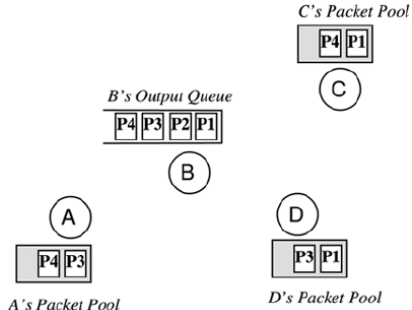 C's Packet Pool
P4 P1
C
B's Output Queue
P4 P3 P2 P1
B
A
D
P4 P3
P3 P1
A's Packet Pool
D's Packet Pool